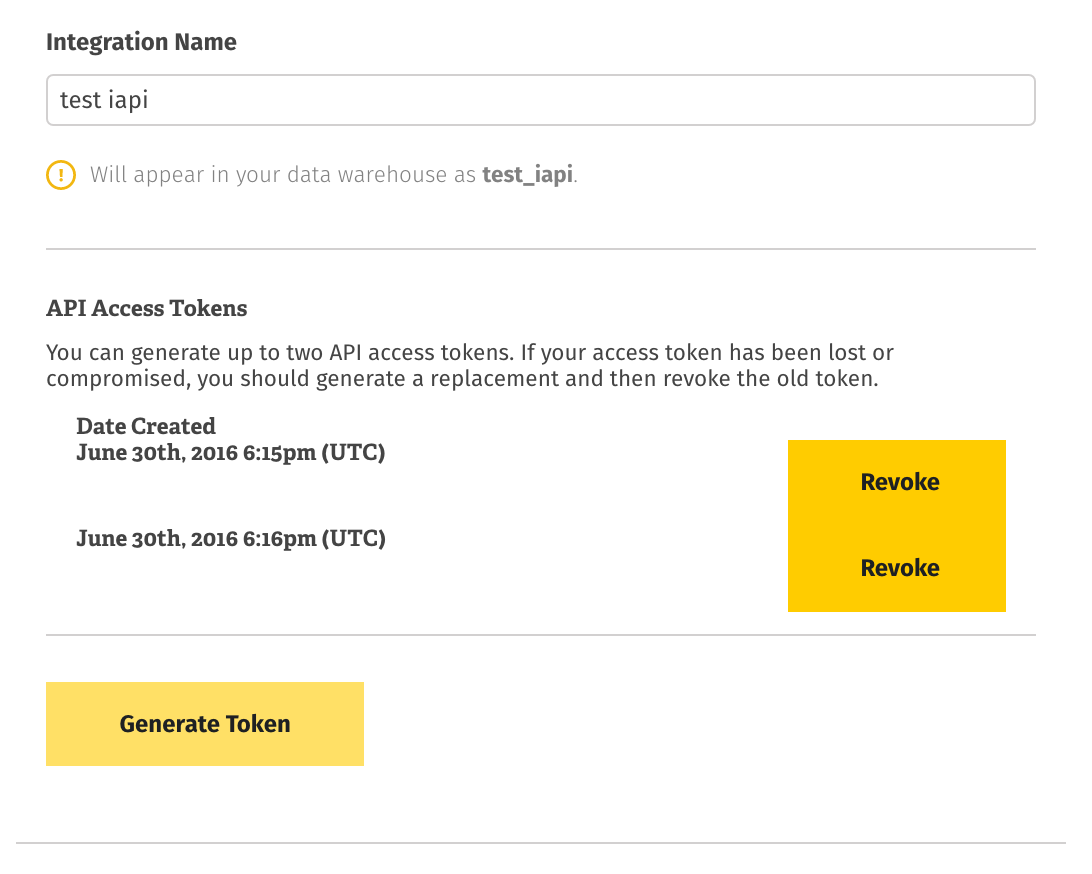 Integration Name
test iapi
! Will appear in your data warehouse as test_iapi.
API Access Tokens
You can generate up to two API access tokens. If your access token has been lost or
compromised, you should generate a replacement and then revoke the old token.
Date Created
June 30th, 2016 6:15pm (UTC)
Revoke
June 30th, 2016 6:16pm (UTC)
Revoke
Generate Token